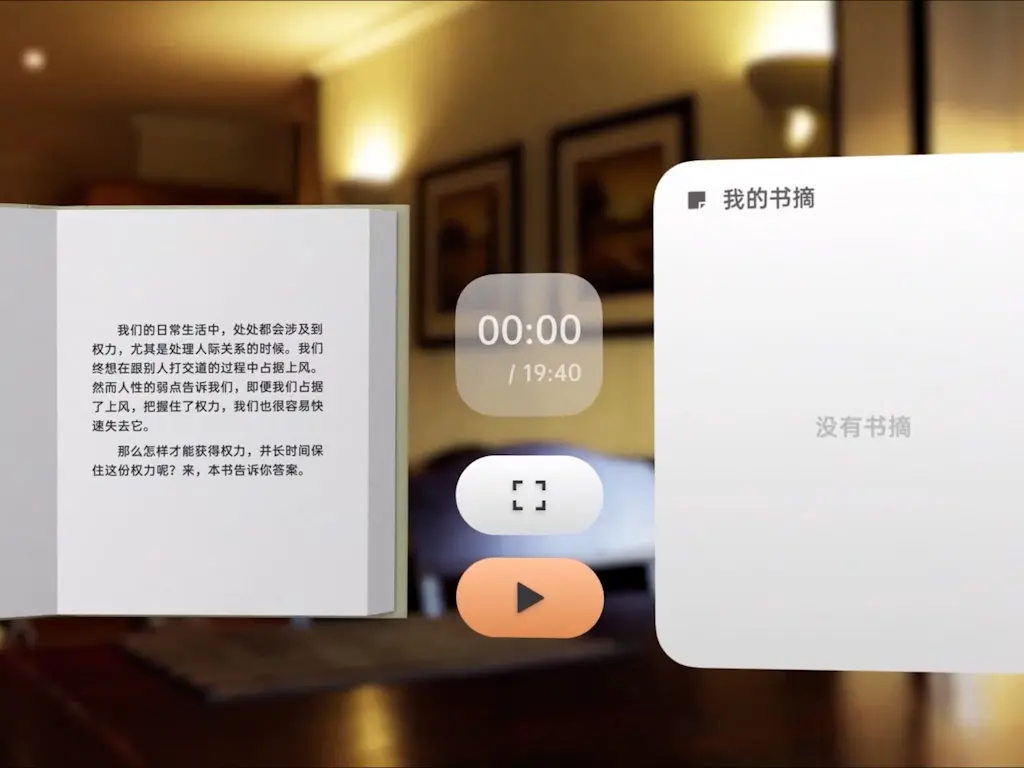 我们的日常生活中，处处都会涉及到
权力，尤其是处理人际关系的时候。我们
终想在跟别人打交道的过程中占据上风。
然而人性的弱点告诉我们，即便我们占据
了上风，把握住了权力，我们也很容易快
速失去它。
那么怎样才能获得权力，并长时间保
住这份权力呢？来，本书告诉你答案。
00:00
/ 19:40
我的书摘
没有书摘